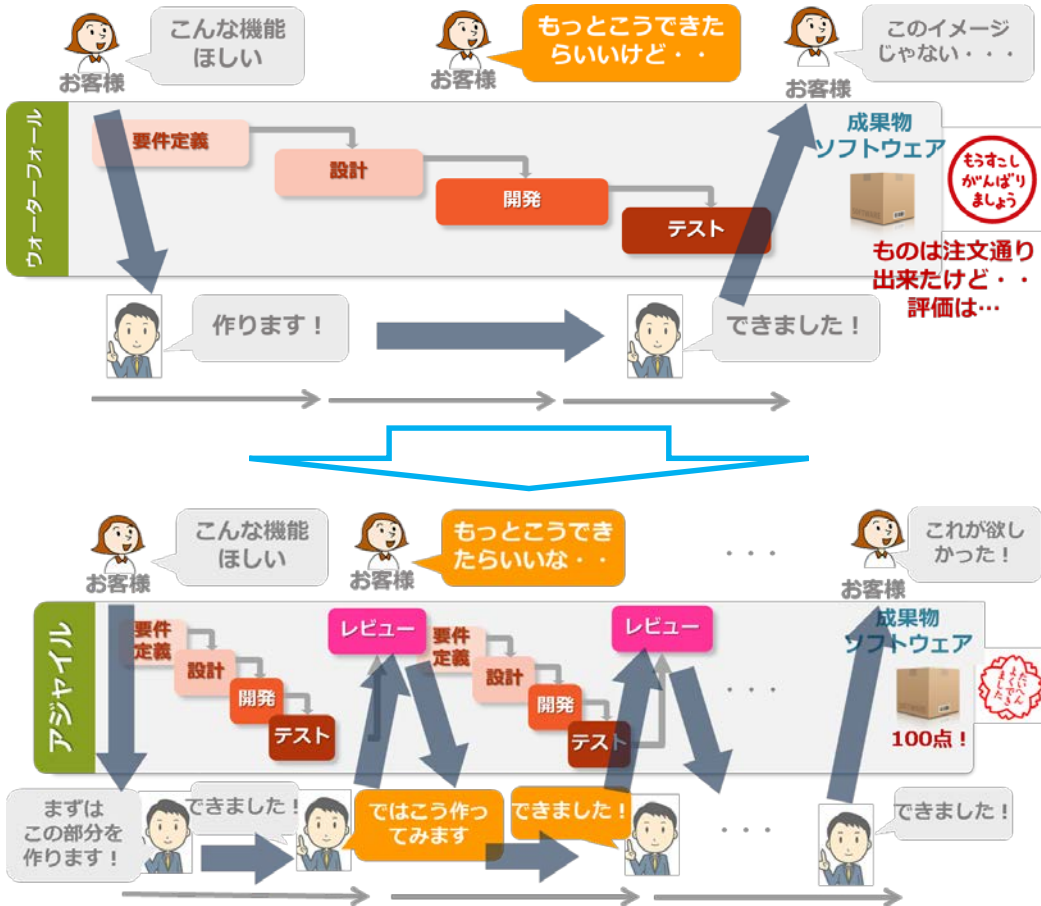 こんな機能
ほしい
お客様
もっとこうできた
らいいけど・・
お客様
このイメージ
じゃない・・・
お客様
ウォーターフォール
要件定義
設計
開発
テスト
成果物
ソフトウェア
もうすこし
がんばり
ましょう
ものは注文通り
出来たけど・・
評価は…
作ります！
できました！
こんな機能
ほしい
お客様
もっとこうでき
たらいいな・・
お客様
・・・
これが欲し
かった！
お客様
アジャイル
要件
定義
設計
開発
テスト
レビュー
要件
定義
設計
開発
テスト
レビュー
・・・
成果物
ソフトウェア
100点！
たいへん
よくでき
ました
まずは
この部分を
作ります！
できました！
ではこう作っ
てみます
できました！
・・・
できました！